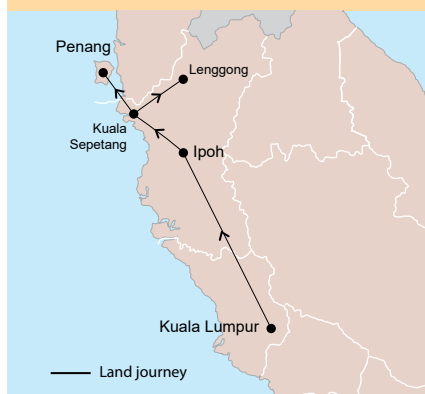 Penang
Lenggong
Kuala
Sepetang
Ipoh
Kuala Lumpur
Land journey